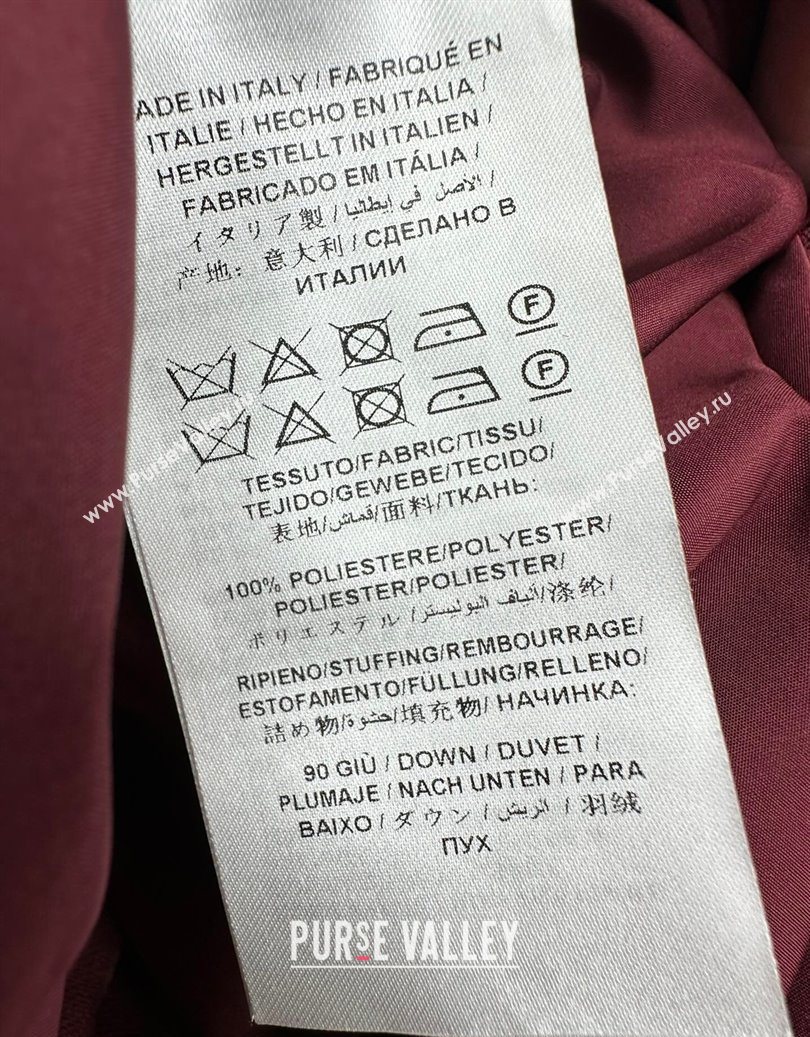 ADE IN ITALY / FABRIQUÉ EN
ITALIE / HECHO EN ITALIA /
HERGESTELLT IN ITALIEN /
FABRICADO EM ITÁLIA /
イタリア製 / الأصل في إيطاليا /
产地: 意大利 / СДЕЛАНО В
ИТАЛИИ
F
F
TESSUTO/FABRIC/TISSU/
TEJIDO/GEWEBE/TECIDO/
表地/قماش/面料/ТКАНЬ:
100% POLIESTERE/POLYESTER/
POLIESTER/POLIESTER/
ポリエステル / ألياف البوليستر/涤纶/
RIPIENO/STUFFING/REMBOURRAGE/
ESTOFAMENTO/FÜLLUNG/RELLENO/
詰め物/حشوة/填充物/ НАЧИНКА:
90 GIÙ / DOWN / DUVET /
PLUMAJE / NACH UNTEN / PARA
BAIXO / ダウン / الريش / 羽绒
ПУХ
PURSE VALLEY